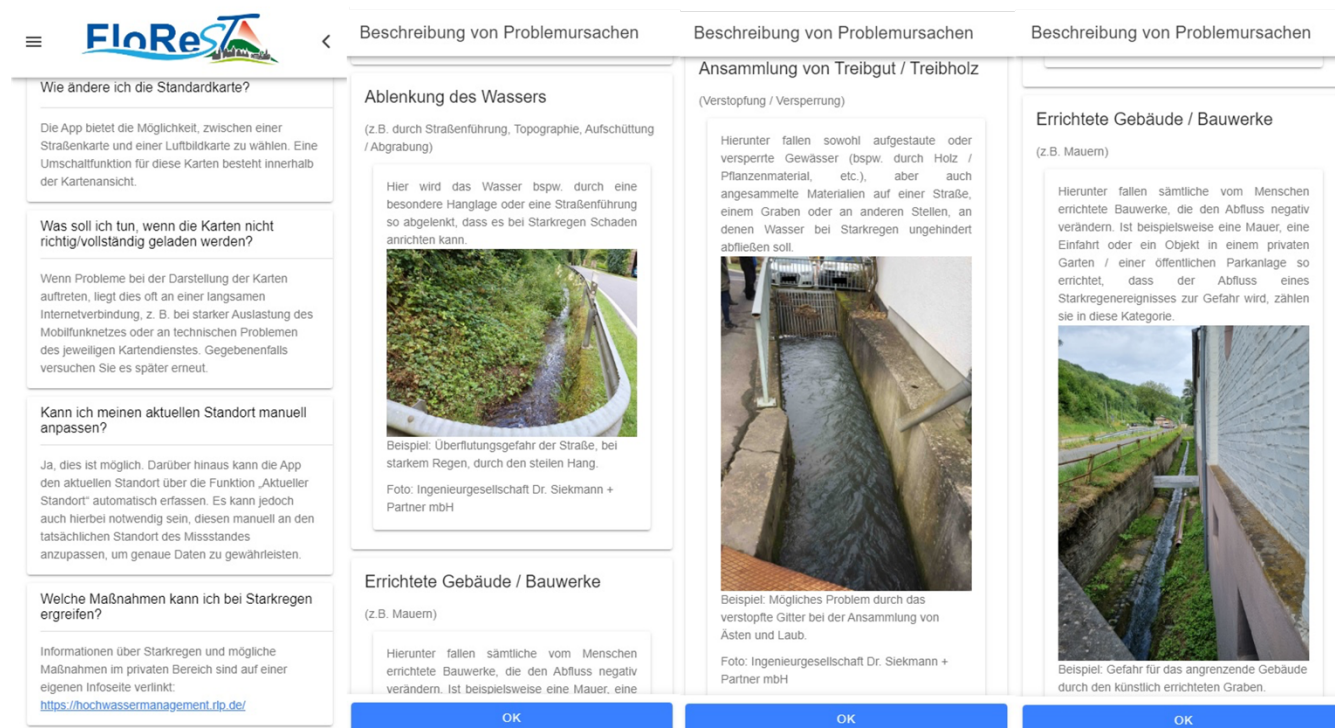 FloReST
Wie ändere ich die Standardkarte?
Die App bietet die Möglichkeit, zwischen einer
Straßenkarte und einer Luftbildkarte zu wählen. Eine
Umschaltfunktion für diese Karten besteht innerhalb
der Kartenansicht.
Was soll ich tun, wenn die Karten nicht
richtig/vollständig geladen werden?
Wenn Probleme bei der Darstellung der Karten
auftreten, liegt dies oft an einer langsamen
Internetverbindung, z. B. bei starker Auslastung des
Mobilfunknetzes oder an technischen Problemen
des jeweiligen Kartendienstes. Gegebenenfalls
versuchen Sie es später erneut.
Kann ich meinen aktuellen Standort manuell
anpassen?
Ja, dies ist möglich. Darüber hinaus kann die App
den aktuellen Standort über die Funktion „Aktueller
Standort“ automatisch erfassen. Es kann jedoch
auch hierbei notwendig sein, diesen manuell an den
tatsächlichen Standort des Missstandes
anzupassen, um genaue Daten zu gewährleisten.
Welche Maßnahmen kann ich bei Starkregen
ergreifen?
Informationen über Starkregen und mögliche
Maßnahmen im privaten Bereich sind auf einer
eigenen Infoseite verlinkt:
https://hochwassermanagement.rlp.de/
Beschreibung von Problemursachen
Ablenkung des Wassers
(z.B. durch Straßenführung, Topographie, Aufschüttung
/ Abgrabung)
Hier wird das Wasser bspw. durch eine
besondere Hanglage oder eine Straßenführung
so abgelenkt, dass es bei Starkregen Schaden
anrichten kann.
Beispiel: Überflutungsgefahr der Straße, bei
starkem Regen, durch den steilen Hang.
Foto: Ingenieurgesellschaft Dr. Siekmann +
Partner mbH
Errichtete Gebäude / Bauwerke
(z.B. Mauern)
Hierunter fallen sämtliche vom Menschen
errichtete Bauwerke, die den Abfluss negativ
verändern. Ist beispielsweise eine Mauer, eine
OK
Beschreibung von Problemursachen
Ansammlung von Treibgut / Treibholz
(Verstopfung / Versperrung)
Hierunter fallen sowohl aufgestaute oder
versperrte Gewässer (bspw. durch Holz /
Pflanzenmaterial, etc.), aber auch
angesammelte Materialien auf einer Straße,
einem Graben oder an anderen Stellen, an
denen Wasser bei Starkregen ungehindert
abfließen soll.
Beispiel: Mögliches Problem durch das
verstopfte Gitter bei der Ansammlung von
Ästen und Laub.
Foto: Ingenieurgesellschaft Dr. Siekmann +
Partner mbH
OK
Beschreibung von Problemursachen
Errichtete Gebäude / Bauwerke
(z.B. Mauern)
Hierunter fallen sämtliche vom Menschen
errichtete Bauwerke, die den Abfluss negativ
verändern. Ist beispielsweise eine Mauer, eine
Einfahrt oder ein Objekt in einem privaten
Garten / einer öffentlichen Parkanlage so
errichtet, dass der Abfluss eines
Starkregenereignisses zur Gefahr wird, zählen
sie in diese Kategorie.
Beispiel: Gefahr für das angrenzende Gebäude
durch den künstlich errichteten Graben.
OK